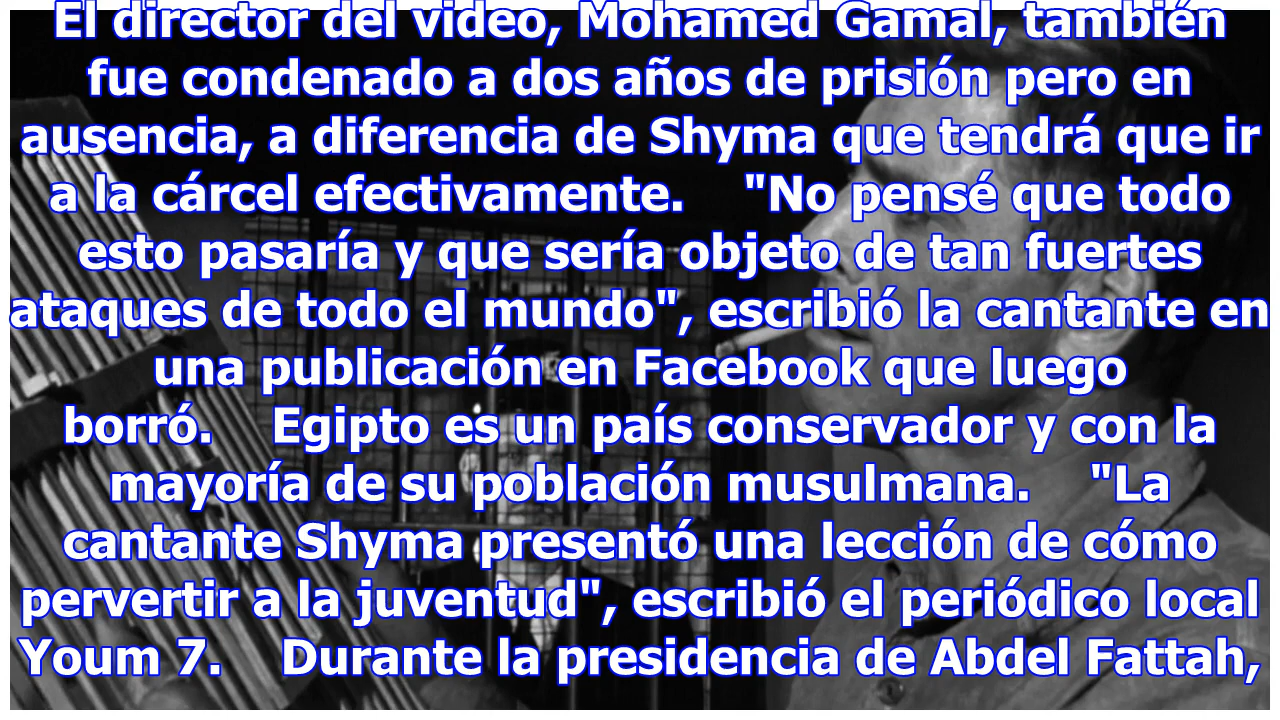 El director del video, Mohamed Gamal, también
fue condenado a dos años de prisión pero en
ausencia, a diferencia de Shyma que tendrá que ir
a la cárcel efectivamente.    "No pensé que todo
esto pasaría y que sería objeto de tan fuertes
ataques de todo el mundo", escribió la cantante en
una publicación en Facebook que luego
borró.    Egipto es un país conservador y con la
mayoría de su población musulmana.    "La
cantante Shyma presentó una lección de cómo
pervertir a la juventud", escribió el periódico local
Youm 7.    Durante la presidencia de Abdel Fattah,